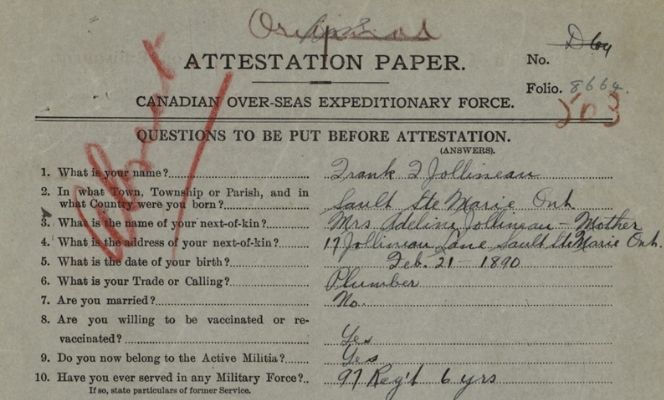 Original
ATTESTATION PAPER.
No.
Folio. 8664
503
CANADIAN OVER-SEAS EXPEDITIONARY FORCE.
QUESTIONS TO BE PUT BEFORE ATTESTATION.
(ANSWERS).
1. What is your name? Frank J Jollineau
2. In what Town, Township or Parish, and in
what Country were you born? Sault Ste Marie Ont
3. What is the name of your next-of-kin? Mrs Adeline Jollineau - Mother
4. What is the address of your next-of-kin? 17 Jollineau Lane Sault Ste Marie Ont.
5. What is the date of your birth? Feb. 21 - 1890
6. What is your Trade or Calling? Plumber
7. Are you married? No
8. Are you willing to be vaccinated or re-
vaccinated? Yes
9. Do you now belong to the Active Militia? Yes
10. Have you ever served in any Military Force? 97 Reg't 6 yrs
If so, state particulars of former Service.